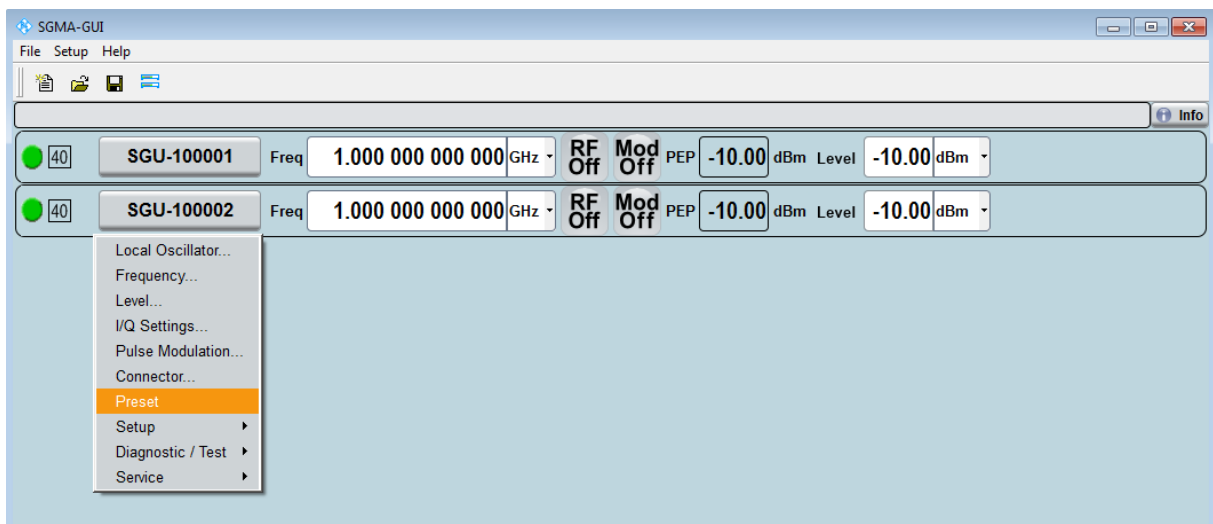 SGMA-GUI
File Setup Help
Info
40 SGU-100001 Freq 1.000 000 000 000 GHz RF Off Mod Off PEP -10.00 dBm Level -10.00 dBm
40 SGU-100002 Freq 1.000 000 000 000 GHz RF Off Mod Off PEP -10.00 dBm Level -10.00 dBm
Local Oscillator...
Frequency...
Level...
I/Q Settings...
Pulse Modulation...
Connector...
Preset
Setup
Diagnostic / Test
Service